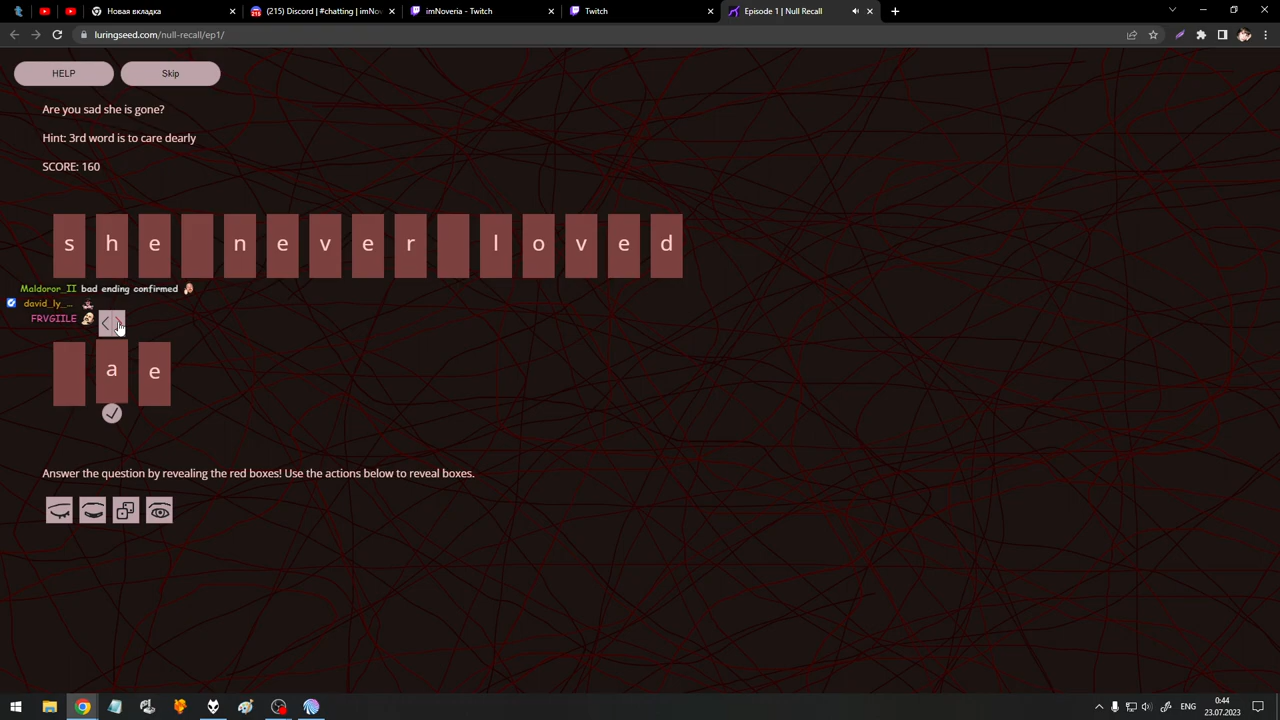 Новая вкладка
(215) Discord | #chatting | imNov
imNoveria - Twitch
Twitch
Episode 1 | Null Recall
luringseed.com/null-recall/ep1/
HELP
Skip
Are you sad she is gone?
Hint: 3rd word is to care dearly
SCORE: 160
s h e n e v e r l o v e d
Maldoror_II bad ending confirmed
david_ly_...
FRVGIILE
a e
Answer the question by revealing the red boxes! Use the actions below to reveal boxes.
ENG
0:44
23.07.2023